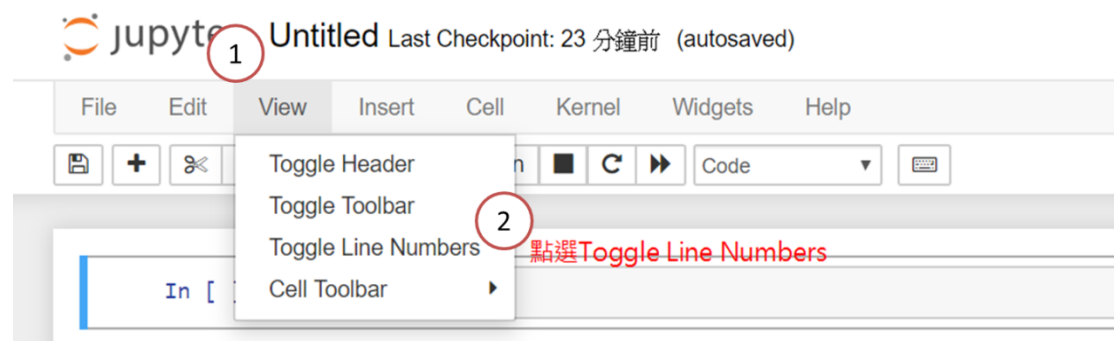 Untitled Last Checkpoint: 23 分鐘前 (autosaved)
1
File Edit View Insert Cell Kernel Widgets Help
Toggle Header
Code
Toggle Toolbar
2
Toggle Line Numbers
點選Toggle Line Numbers
In [
Cell Toolbar